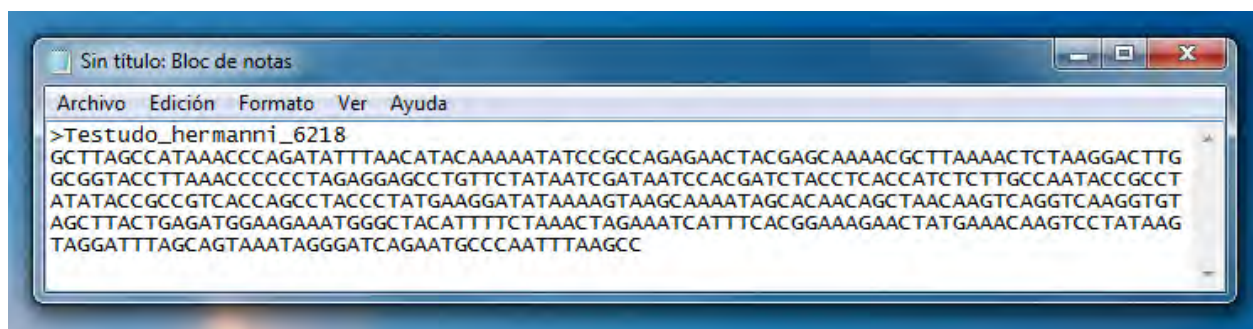 Sin título: Bloc de notas
Archivo Edición Formato Ver Ayuda
>Testudo_hermanni_6218
GCTTAGCCATAAACCCAGATATTTAACATACAAAAATATCCGCCAGAGAACTACGAGCAAAACGCTTAAAACTCTAAGGACTTG
GCGGTACCTTAAACCCCCCTAGAGGAGCCTGTTCTATAATCGATAATCCACGATCTACCTCACCATCTCTTGCCAATACCGCCT
ATATACCGCCGTCACCAGCCTACCCTATGAAGGATATAAAAGTAAGCAAAATAGCACAACAGCTAACAAGTCAGGTCAAGGTGT
AGCTTACTGAGATGGAAGAAATGGGCTACATTTTCTAAACTAGAAATCATTTCACGGAAAGAACTATGAAACAAGTCCTATAAG
TAGGATTTAGCAGTAAATAGGGATCAGAATGCCCAATTTAAGCC